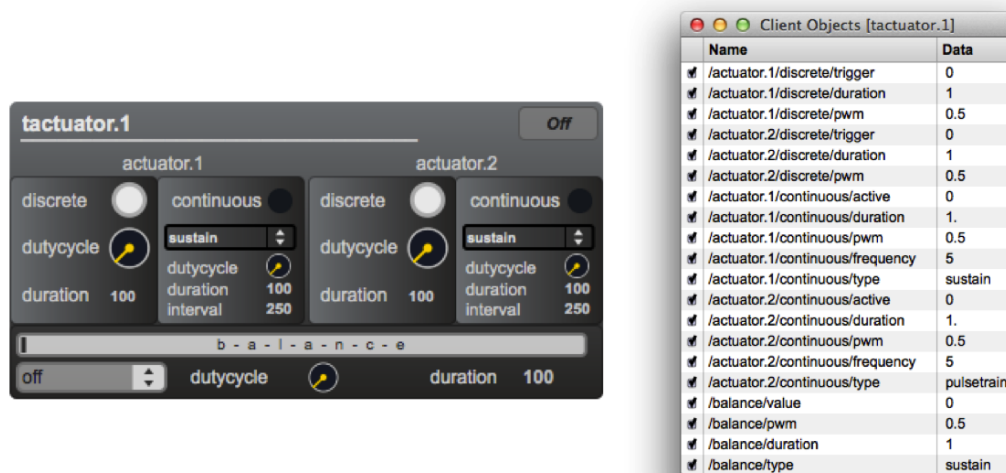 tactuator.1
Off
actuator.1
actuator.2
discrete
continuous
discrete
continuous
sustain
sustain
dutycycle
dutycycle
dutycycle
dutycycle
duration 100
duration 100
duration 100
duration 100
interval 250
interval 250
b - a - l - a - n - c - e
off
dutycycle
duration 100
Client Objects [tactuator.1]
Name Data
/actuator.1/discrete/trigger 0
/actuator.1/discrete/duration 1
/actuator.1/discrete/pwm 0.5
/actuator.2/discrete/trigger 0
/actuator.2/discrete/duration 1
/actuator.2/discrete/pwm 0.5
/actuator.1/continuous/active 0
/actuator.1/continuous/duration 1.
/actuator.1/continuous/pwm 0.5
/actuator.1/continuous/frequency 5
/actuator.1/continuous/type sustain
/actuator.2/continuous/active 0
/actuator.2/continuous/duration 1.
/actuator.2/continuous/pwm 0.5
/actuator.2/continuous/frequency 5
/actuator.2/continuous/type pulsetrain
/balance/value 0
/balance/pwm 0.5
/balance/duration 1
/balance/type sustain